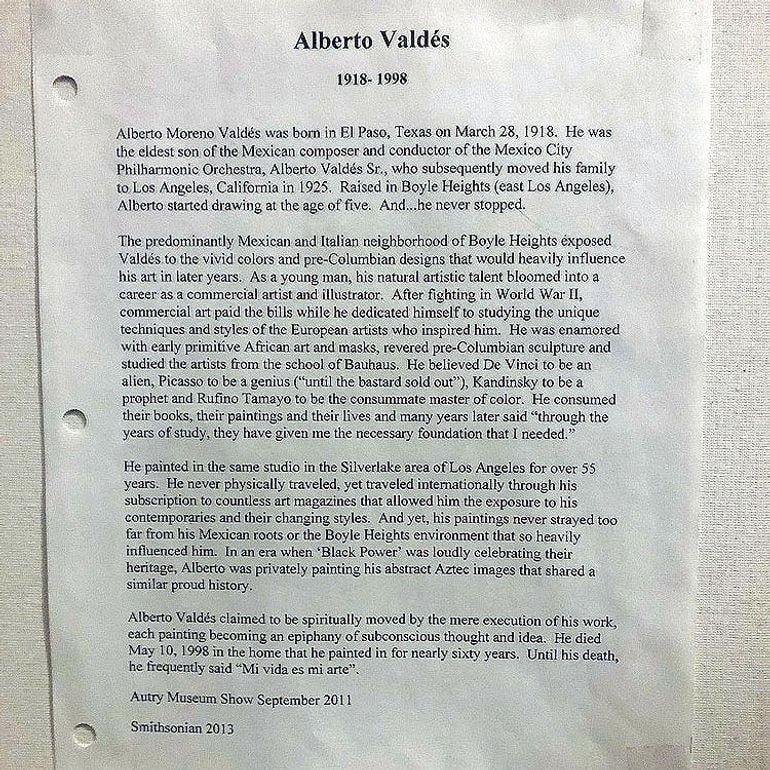 Alberto Valdés
1918- 1998
Alberto Moreno Valdés was born in El Paso, Texas on March 28, 1918.  He was
the eldest son of the Mexican composer and conductor of the Mexico City
Philharmonic Orchestra, Alberto Valdés Sr., who subsequently moved his family
to Los Angeles, California in 1925.  Raised in Boyle Heights (east Los Angeles),
Alberto started drawing at the age of five.  And...he never stopped.
The predominantly Mexican and Italian neighborhood of Boyle Heights exposed
Valdés to the vivid colors and pre-Columbian designs that would heavily influence
his art in later years.  As a young man, his natural artistic talent bloomed into a
career as a commercial artist and illustrator.  After fighting in World War II,
commercial art paid the bills while he dedicated himself to studying the unique
techniques and styles of the European artists who inspired him.  He was enamored
with early primitive African art and masks, revered pre-Columbian sculpture and
studied the artists from the school of Bauhaus.  He believed De Vinci to be an
alien, Picasso to be a genius ("until the bastard sold out"), Kandinsky to be a
prophet and Rufino Tamayo to be the consummate master of color.  He consumed
their books, their paintings and their lives and many years later said "through the
years of study, they have given me the necessary foundation that I needed."
He painted in the same studio in the Silverlake area of Los Angeles for over 55
years.  He never physically traveled, yet traveled internationally through his
subscription to countless art magazines that allowed him the exposure to his
contemporaries and their changing styles.  And yet, his paintings never strayed too
far from his Mexican roots or the Boyle Heights environment that so heavily
influenced him.  In an era when 'Black Power' was loudly celebrating their
heritage, Alberto was privately painting his abstract Aztec images that shared a
similar proud history.
Alberto Valdés claimed to be spiritually moved by the mere execution of his work,
each painting becoming an epiphany of subconscious thought and idea.  He died
May 10, 1998 in the home that he painted in for nearly sixty years.  Until his death,
he frequently said "Mi vida es mi arte".
Autry Museum Show September 2011
Smithsonian 2013